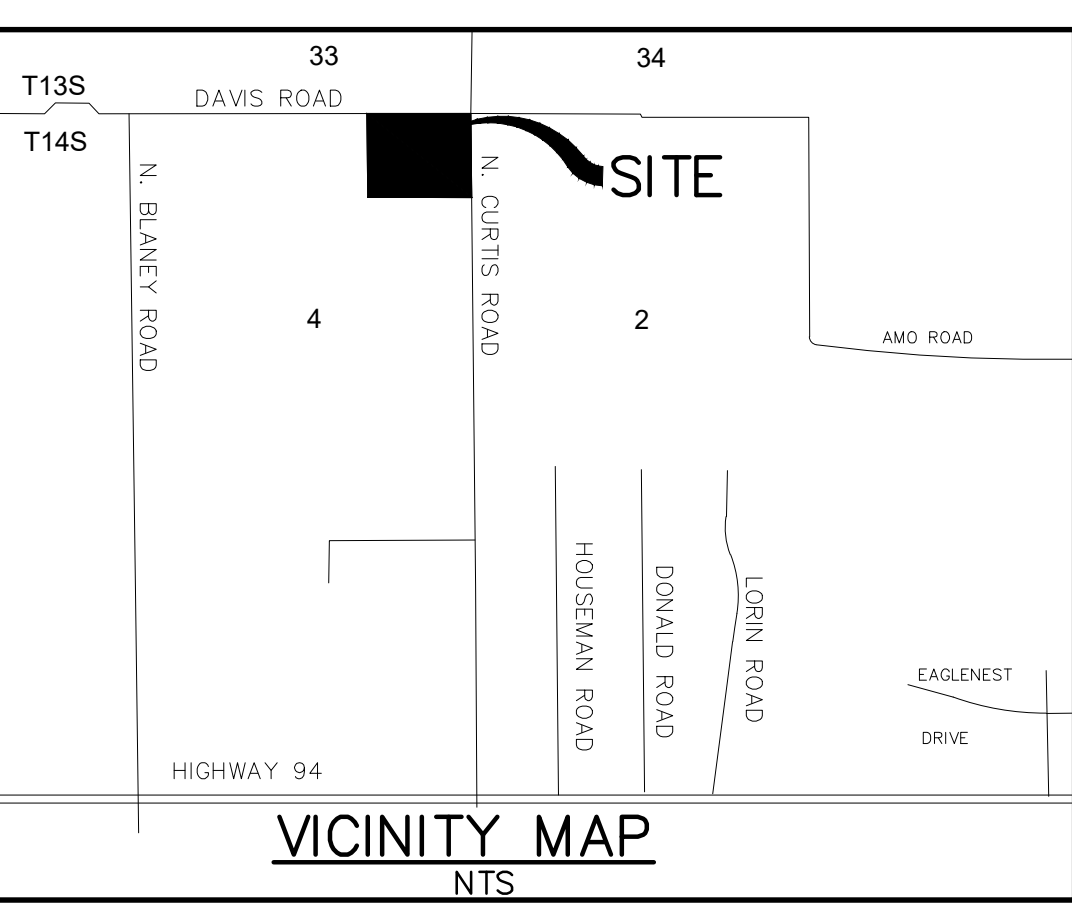 33
34
T13S
DAVIS ROAD
T14S
SITE
N. BLANEY ROAD
N. CURTIS ROAD
4
2
AMO ROAD
HOUSEMAN ROAD
DONALD ROAD
LORIN ROAD
EAGLENEST
DRIVE
HIGHWAY 94
VICINITY MAP
NTS